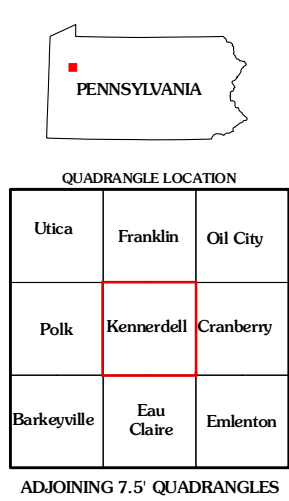 PENNSYLVANIA
QUADRANGLE LOCATION
Utica
Franklin
Oil City
Polk
Kennerdell
Cranberry
Barkeyville
Eau
Claire
Emlenton
ADJOINING 7.5' QUADRANGLES